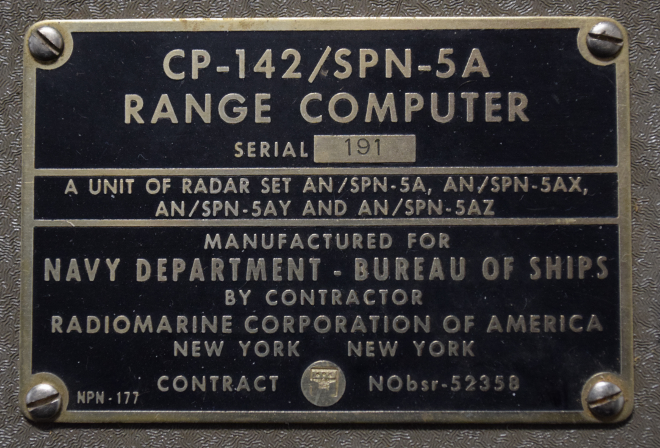 CP-142/SPN-5A
RANGE COMPUTER
SERIAL 191
A UNIT OF RADAR SET AN/SPN-5A, AN/SPN-5AX,
AN/SPN-5AY AND AN/SPN-5AZ
MANUFACTURED FOR
NAVY DEPARTMENT - BUREAU OF SHIPS
BY CONTRACTOR
RADIOMARINE CORPORATION OF AMERICA
NEW YORK NEW YORK
CONTRACT NObsr-52358
NPN-177